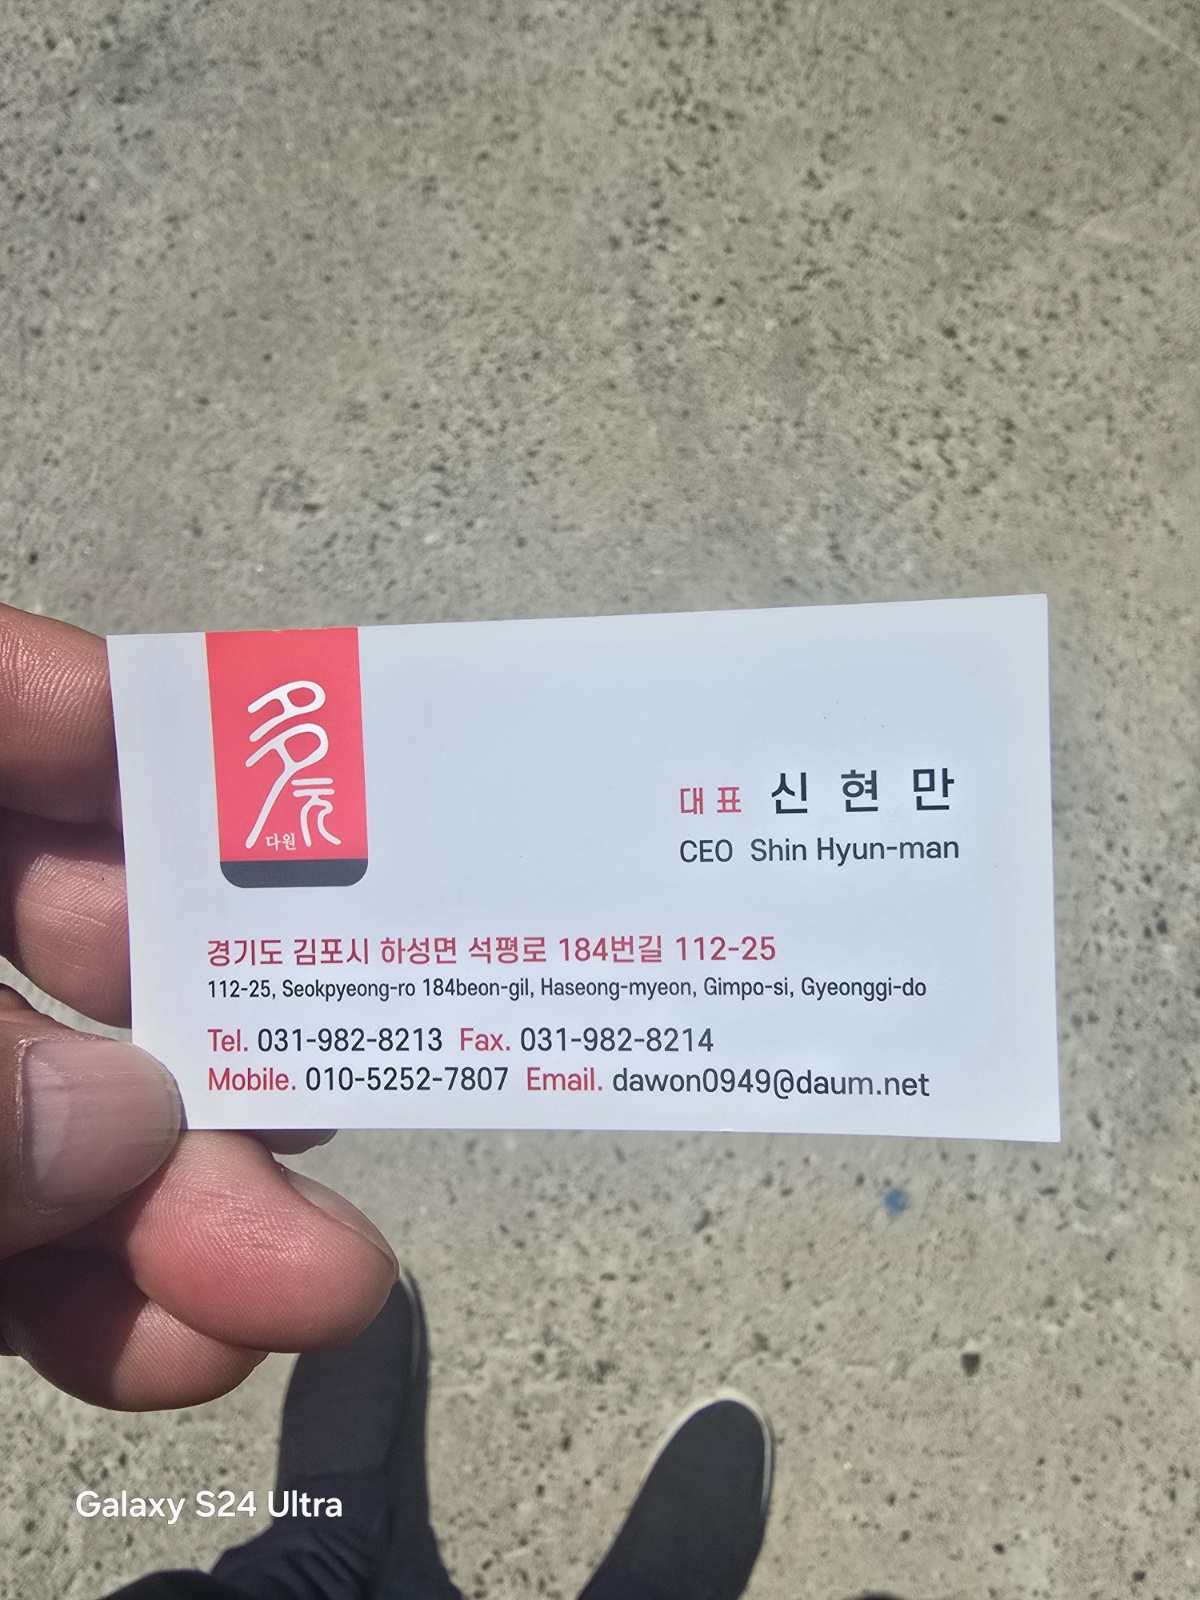 多元
다원
대표 신현만
CEO Shin Hyun-man
경기도 김포시 하성면 석평로 184번길 112-25
112-25, Seokpyeong-ro 184beon-gil, Haseong-myeon, Gimpo-si, Gyeonggi-do
Tel. 031-982-8213 Fax. 031-982-8214
Mobile. 010-5252-7807 Email. dawon0949@daum.net
Galaxy S24 Ultra